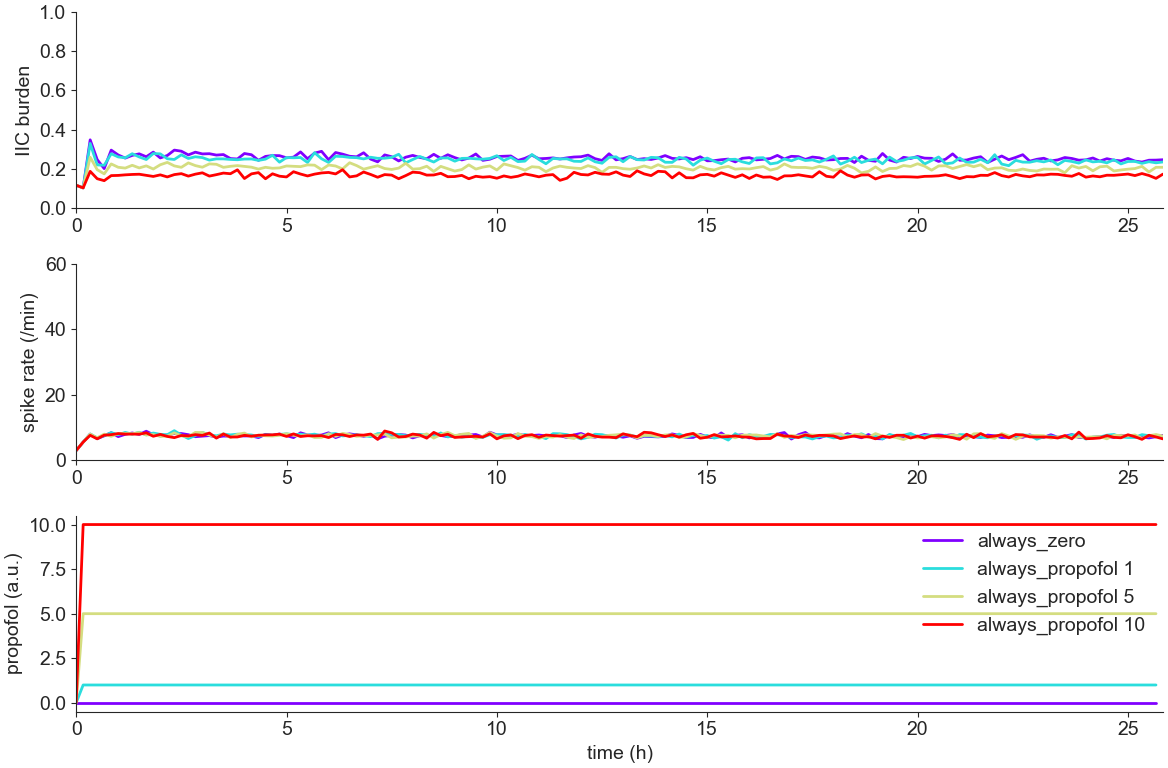 IIC burden
1.0
0.8
0.6
0.4
0.2
0.0
0 5 10 15 20 25
spike rate (/min)
60
40
20
0
0 5 10 15 20 25
propofol (a.u.)
10.0
7.5
5.0
2.5
0.0
always_zero
always_propofol 1
always_propofol 5
always_propofol 10
0 5 10 15 20 25
time (h)